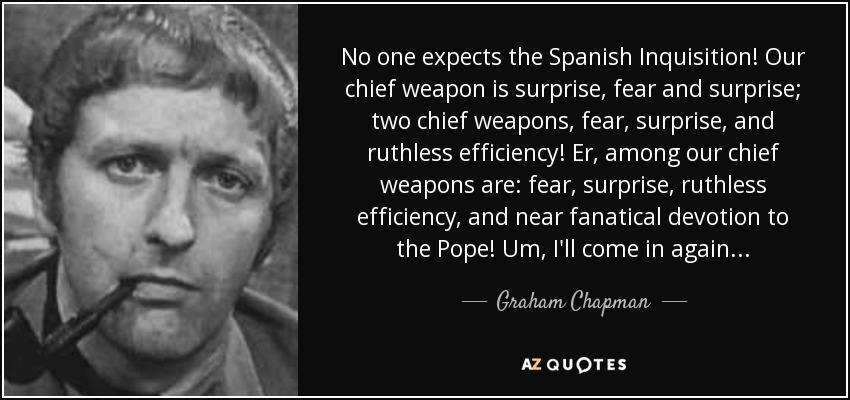 No one expects the Spanish Inquisition! Our
chief weapon is surprise, fear and surprise;
two chief weapons, fear, surprise, and
ruthless efficiency! Er, among our chief
weapons are: fear, surprise, ruthless
efficiency, and near fanatical devotion to
the Pope! Um, I'll come in again...
Graham Chapman
AZ QUOTES